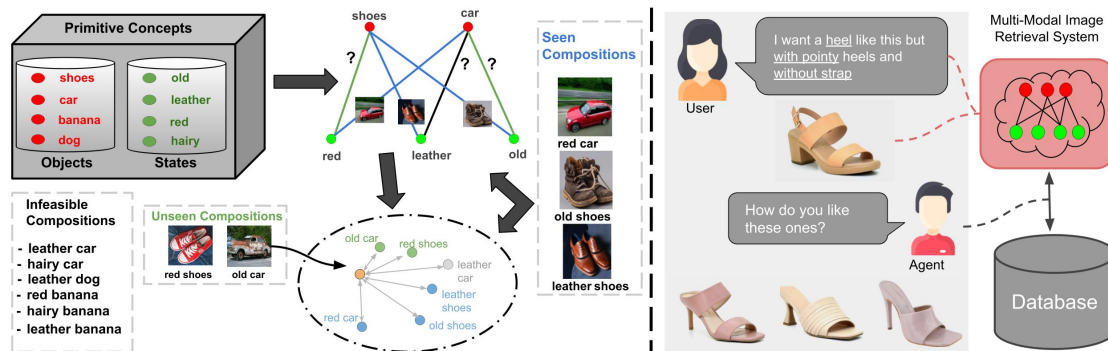 Primitive Concepts
shoes
car
banana
dog
Objects
old
leather
red
hairy
States
shoes
car
?
?
?
red
leather
old
Seen
Compositions
red car
old shoes
leather shoes
Infeasible
Compositions
- leather car
- hairy car
- leather dog
- red banana
- hairy banana
- leather banana
Unseen Compositions
red shoes
old car
old car
red shoes
leather
car
leather
shoes
old shoes
red car
I want a heel like this but
with pointy heels and
without strap
User
Multi-Modal Image
Retrieval System
How do you like
these ones?
Agent
Database